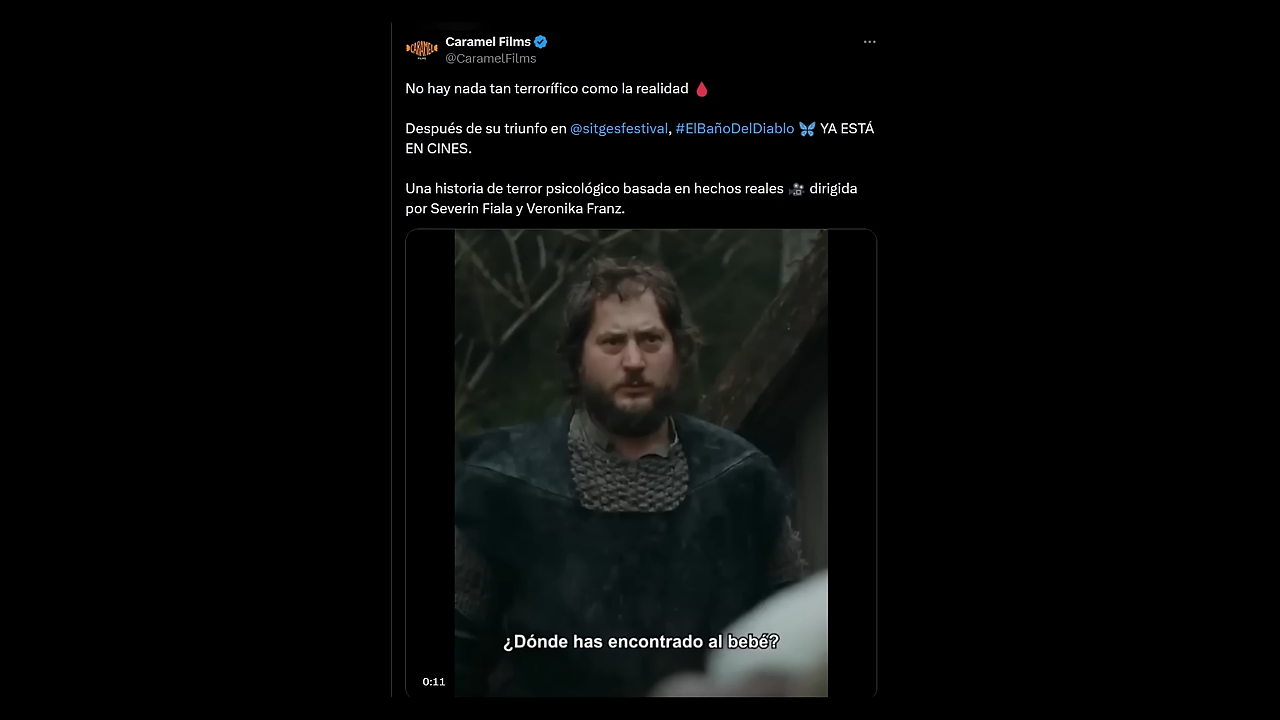 CARAMEL
FILMS
Caramel Films
@CaramelFilms
No hay nada tan terrorífico como la realidad 🩸
Después de su triunfo en @sitgesfestival, #ElBañoDelDiablo 🦋 YA ESTÁ
EN CINES.
Una historia de terror psicológico basada en hechos reales 🎥 dirigida
por Severin Fiala y Veronika Franz.
¿Dónde has encontrado al bebé?
0:11